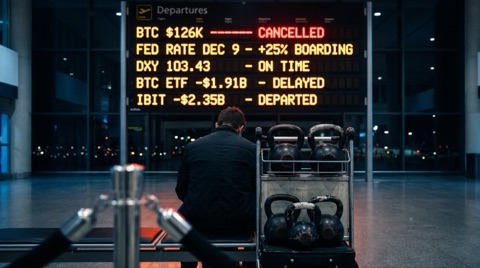 Departures
BTC $126K ------ CANCELLED
FED RATE DEC 9 - +25% BOARDING
DXY 103.43 - ON TIME
BTC ETF -$1.91B - DELAYED
IBIT -$2.35B - DEPARTED